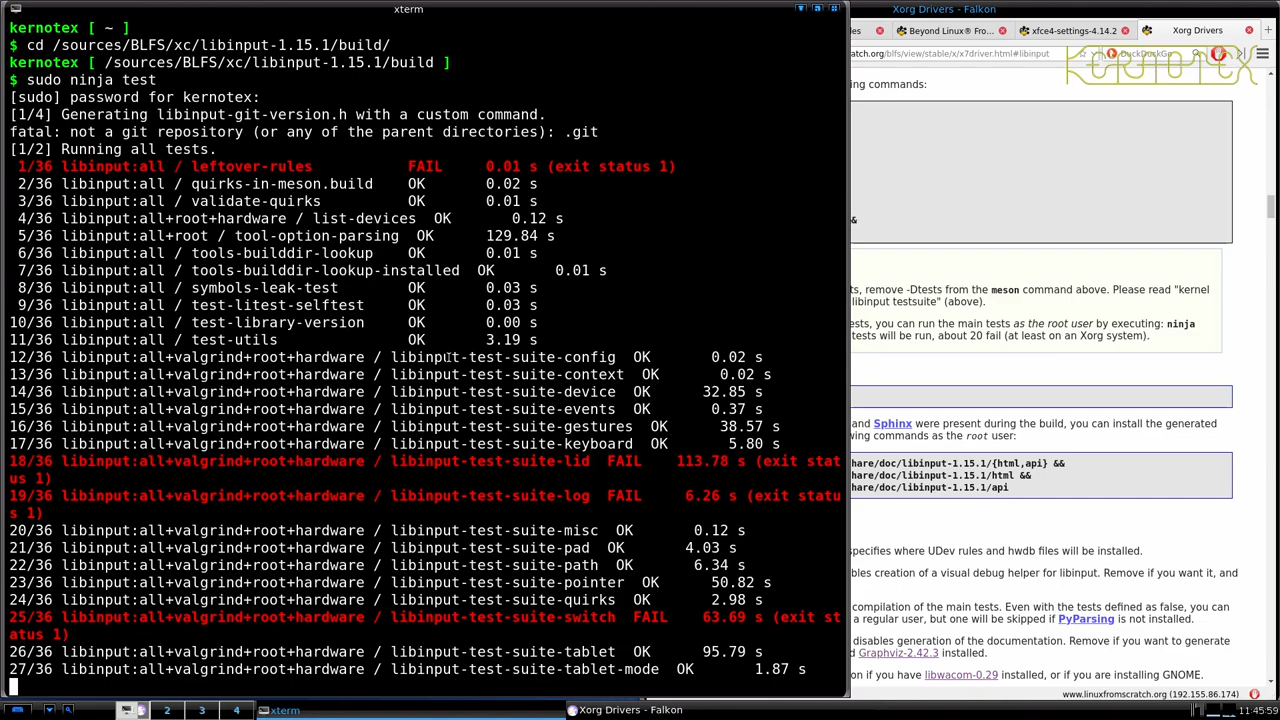 xterm
kernotex [ ~ ]
$ cd /sources/BLFS/xc/libinput-1.15.1/build/
kernotex [ /sources/BLFS/xc/libinput-1.15.1/build ]
$ sudo ninja test
[sudo] password for kernotex:
[1/4] Generating libinput-git-version.h with a custom command.
fatal: not a git repository (or any of the parent directories): .git
[1/2] Running all tests.
1/36 libinput:all / leftover-rules FAIL 0.01 s (exit status 1)
2/36 libinput:all / quirks-in-meson.build OK 0.02 s
3/36 libinput:all / validate-quirks OK 0.01 s
4/36 libinput:all+root+hardware / list-devices OK 0.12 s
5/36 libinput:all+root / tool-option-parsing OK 129.84 s
6/36 libinput:all / tools-builddir-lookup OK 0.01 s
7/36 libinput:all / tools-builddir-lookup-installed OK 0.01 s
8/36 libinput:all / symbols-leak-test OK 0.03 s
9/36 libinput:all / test-litest-selftest OK 0.03 s
10/36 libinput:all / test-library-version OK 0.00 s
11/36 libinput:all / test-utils OK 3.19 s
12/36 libinput:all+valgrind+root+hardware / libinput-test-suite-config OK 0.02 s
13/36 libinput:all+valgrind+root+hardware / libinput-test-suite-context OK 0.02 s
14/36 libinput:all+valgrind+root+hardware / libinput-test-suite-device OK 32.85 s
15/36 libinput:all+valgrind+root+hardware / libinput-test-suite-events OK 0.37 s
16/36 libinput:all+valgrind+root+hardware / libinput-test-suite-gestures OK 38.57 s
17/36 libinput:all+valgrind+root+hardware / libinput-test-suite-keyboard OK 5.80 s
18/36 libinput:all+valgrind+root+hardware / libinput-test-suite-lid FAIL 113.78 s (exit stat
us 1)
19/36 libinput:all+valgrind+root+hardware / libinput-test-suite-log FAIL 6.26 s (exit statu
s 1)
20/36 libinput:all+valgrind+root+hardware / libinput-test-suite-misc OK 0.12 s
21/36 libinput:all+valgrind+root+hardware / libinput-test-suite-pad OK 4.03 s
22/36 libinput:all+valgrind+root+hardware / libinput-test-suite-path OK 6.34 s
23/36 libinput:all+valgrind+root+hardware / libinput-test-suite-pointer OK 50.82 s
24/36 libinput:all+valgrind+root+hardware / libinput-test-suite-quirks OK 2.98 s
25/36 libinput:all+valgrind+root+hardware / libinput-test-suite-switch FAIL 63.69 s (exit st
atus 1)
26/36 libinput:all+valgrind+root+hardware / libinput-test-suite-tablet OK 95.79 s
27/36 libinput:all+valgrind+root+hardware / libinput-test-suite-tablet-mode OK 1.87 s
Xorg Drivers - Falkon
les Beyond Linux® Fro... xfce4-settings-4.14.2 Xorg Drivers
atch.org/blfs/view/stable/x/x7driver.html#libinput DuckDuckGo
KERNOTEX
ing commands:
&
ts, remove -Dtests from the meson command above. Please read "kernel
libinput testsuite" (above).
ests, you can run the main tests as the root user by executing: ninja
tests will be run, about 20 fail (at least on an Xorg system).
and Sphinx were present during the build, you can install the generated
wing commands as the root user:
hare/doc/libinput-1.15.1/{html,api} &&
hare/doc/libinput-1.15.1/html &&
hare/doc/libinput-1.15.1/api
specifies where UDev rules and hwdb files will be installed.
bles creation of a visual debug helper for libinput. Remove if you want it, and
compilation of the main tests. Even with the tests defined as false, you can
a regular user, but one will be skipped if PyParsing is not installed.
disables generation of the documentation. Remove if you want to generate
d Graphviz-2.42.3 installed.
on if you have libwacom-0.29 installed, or if you are installing GNOME.
www.linuxfromscratch.org (192.155.86.174)
2 3 4 xterm Xorg Drivers - Falkon 11:45:59